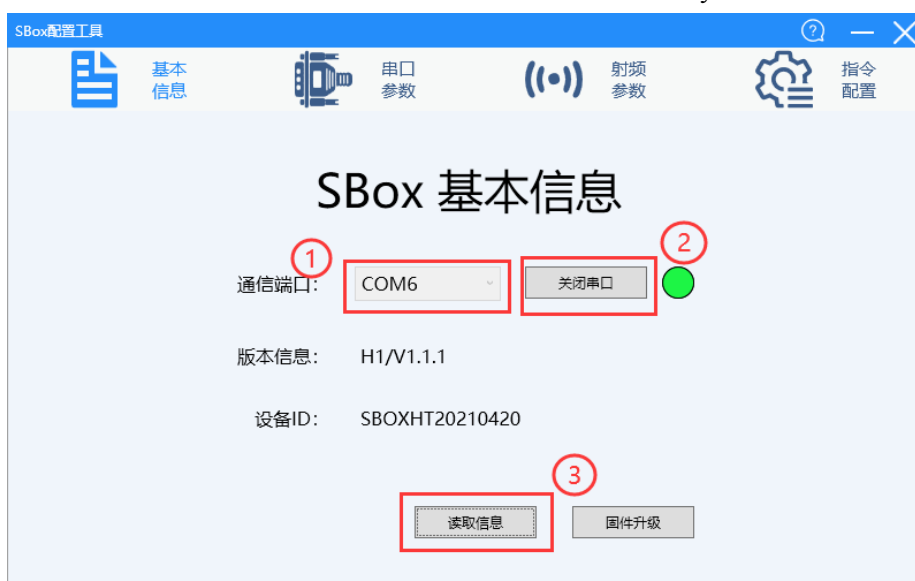 SBox配置工具
基本
信息
串口
参数
射频
参数
指令
配置
SBox 基本信息
1
2
通信端口： COM6 关闭串口
版本信息： H1/V1.1.1
设备ID： SBOXHT20210420
3
读取信息 固件升级